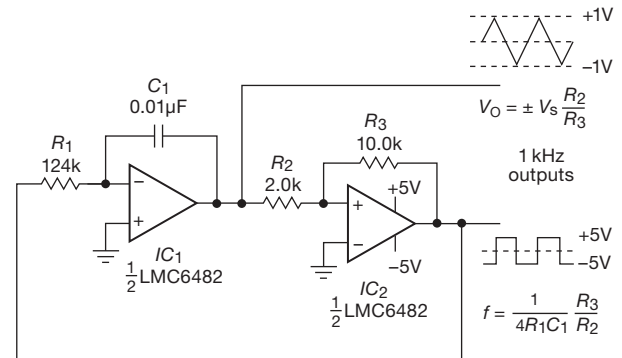 +1V
−1V
C1
0.01µF
VO = ± VS R2/R3
R1
124k
R3
10.0k
R2
2.0k
1 kHz
outputs
−
+
+
−
+5V
−5V
+5V
−5V
IC1
1/2 LMC6482
IC2
1/2 LMC6482
f = 1/4R1C1 R3/R2